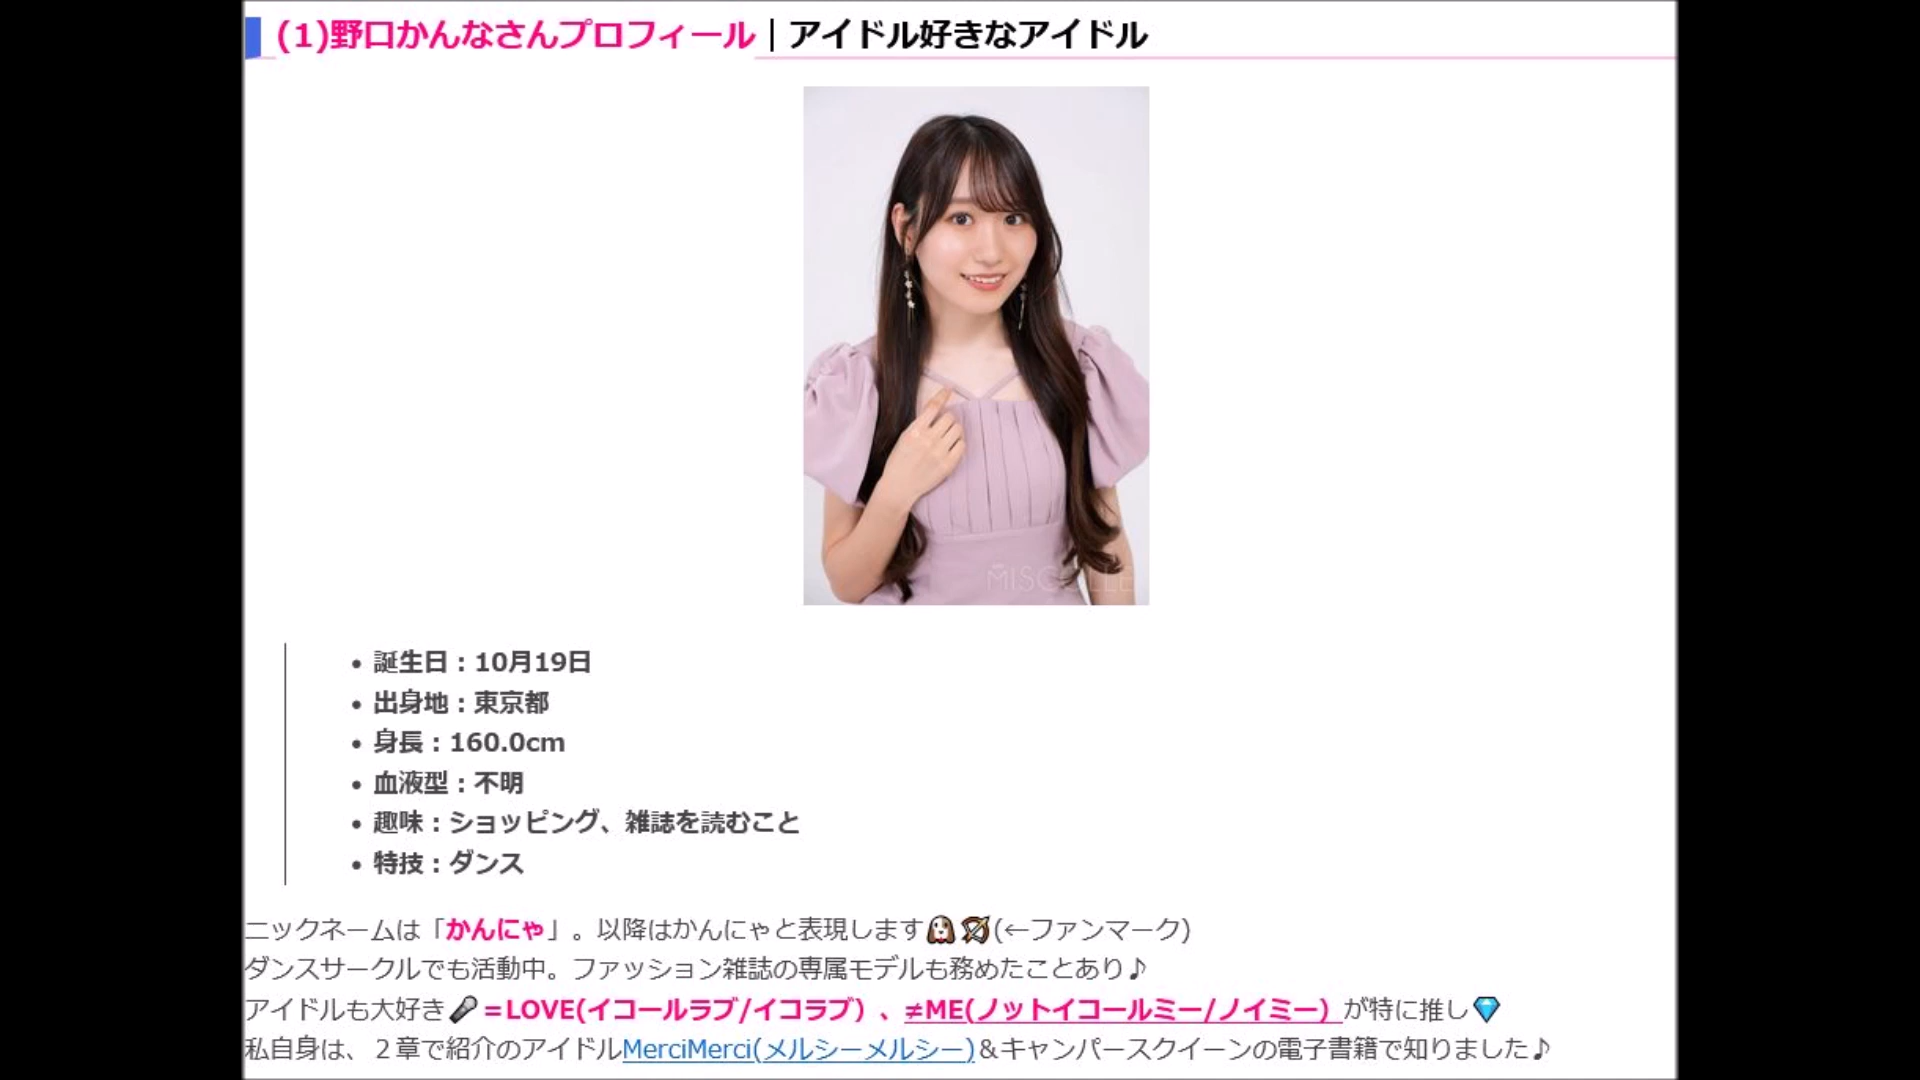 (1)野口かんなさんプロフィール｜アイドル好きなアイドル
MISCOLLE
・誕生日：10月19日
・出身地：東京都
・身長：160.0cm
・血液型：不明
・趣味：ショッピング、雑誌を読むこと
・特技：ダンス
ニックネームは「かんにゃ」。以降はかんにゃと表現します🐶🏹(←ファンマーク)
ダンスサークルでも活動中。ファッション雑誌の専属モデルも務めたことあり♪
アイドルも大好き🎤＝LOVE(イコールラブ/イコラブ）、≠ME(ノットイコールミー/ノイミー）が特に推し💎
私自身は、２章で紹介のアイドルMerciMerci(メルシーメルシー)＆キャンパースクイーンの電子書籍で知りました♪